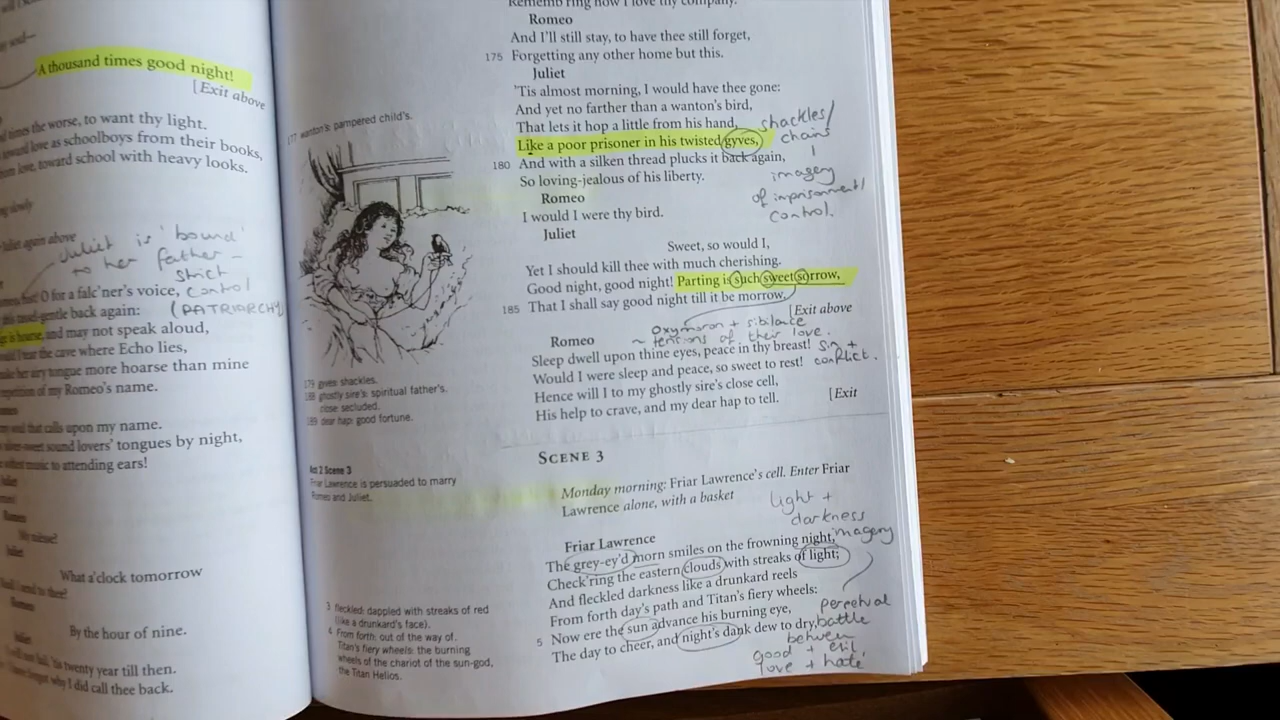 A thousand times good night!
[Exit above
times the worse, to want thy light.
love as schoolboys from their books,
love, toward school with heavy looks.
again above
Juliet is 'bound'
to her father –
strict
control
(PATRIARCHY)
O for a falc'ner's voice,
back again:
is hoarse, and may not speak aloud,
the cave where Echo lies,
airy tongue more hoarse than mine
repetition of my Romeo's name.
that calls upon my name.
sound lovers' tongues by night,
music to attending ears!
What a'clock tomorrow
By the hour of nine.
twenty year till then.
why I did call thee back.
177 wanton's: pampered child's.
179 gyves: shackles.
188 ghostly sire's: spiritual father's.
close: secluded.
189 dear hap: good fortune.
Act 2 Scene 3
Friar Lawrence is persuaded to marry
Romeo and Juliet.
3 fleckled: dappled with streaks of red
(like a drunkard's face).
4 From forth: out of the way of.
Titan's fiery wheels: the burning
wheels of the chariot of the sun-god,
the Titan Helios.
Rememb'ring how I love thy company.
Romeo
And I'll still stay, to have thee still forget,
175 Forgetting any other home but this.
Juliet
'Tis almost morning, I would have thee gone:
And yet no farther than a wanton's bird,
That lets it hop a little from his hand,
Like a poor prisoner in his twisted gyves,
180 And with a silken thread plucks it back again,
So loving-jealous of his liberty.
shackles/
chains
imagery
of imprisonment/
control.
Romeo
I would I were thy bird.
Juliet
Sweet, so would I,
Yet I should kill thee with much cherishing.
Good night, good night! Parting is such sweet sorrow,
185 That I shall say good night till it be morrow.
[Exit above
oxymoron + sibilance
~ tensions of their love.
Sin +
conflict.
Romeo
Sleep dwell upon thine eyes, peace in thy breast!
Would I were sleep and peace, so sweet to rest!
Hence will I to my ghostly sire's close cell,
His help to crave, and my dear hap to tell. [Exit
SCENE 3
Monday morning: Friar Lawrence's cell. Enter Friar
Lawrence alone, with a basket
light +
darkness
imagery
Friar Lawrence
The grey-ey'd morn smiles on the frowning night,
Check'ring the eastern clouds with streaks of light;
And fleckled darkness like a drunkard reels
From forth day's path and Titan's fiery wheels:
5 Now ere the sun advance his burning eye,
The day to cheer, and night's dank dew to dry,
perpetual
battle
between
good + evil,
love + hate